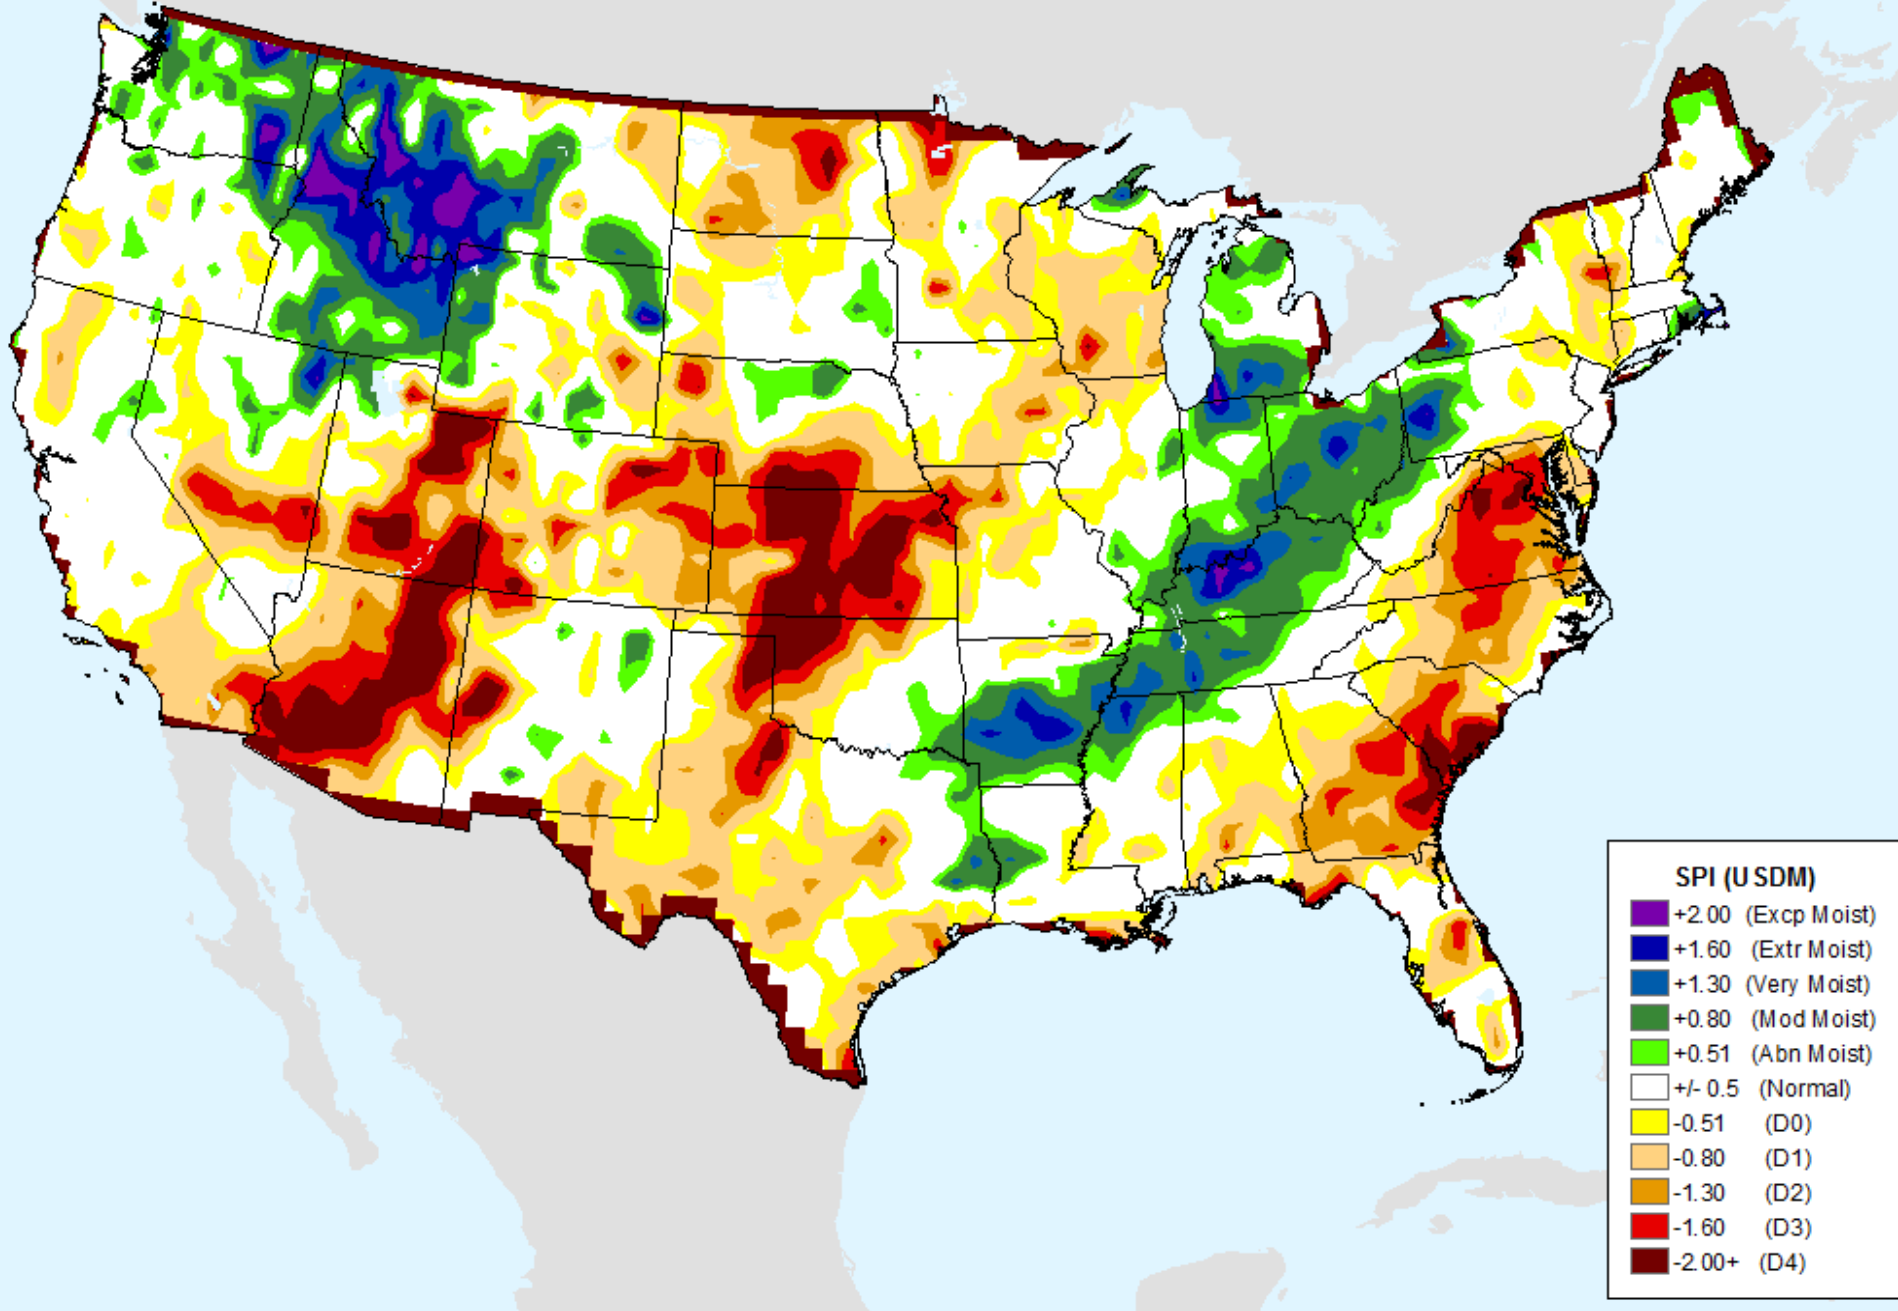 SPI (USDM)
+2.00 (Excp Moist)
+1.60 (Extr Moist)
+1.30 (Very Moist)
+0.80 (Mod Moist)
+0.51 (Abn Moist)
+/- 0.5 (Normal)
-0.51 (D0)
-0.80 (D1)
-1.30 (D2)
-1.60 (D3)
-2.00+ (D4)